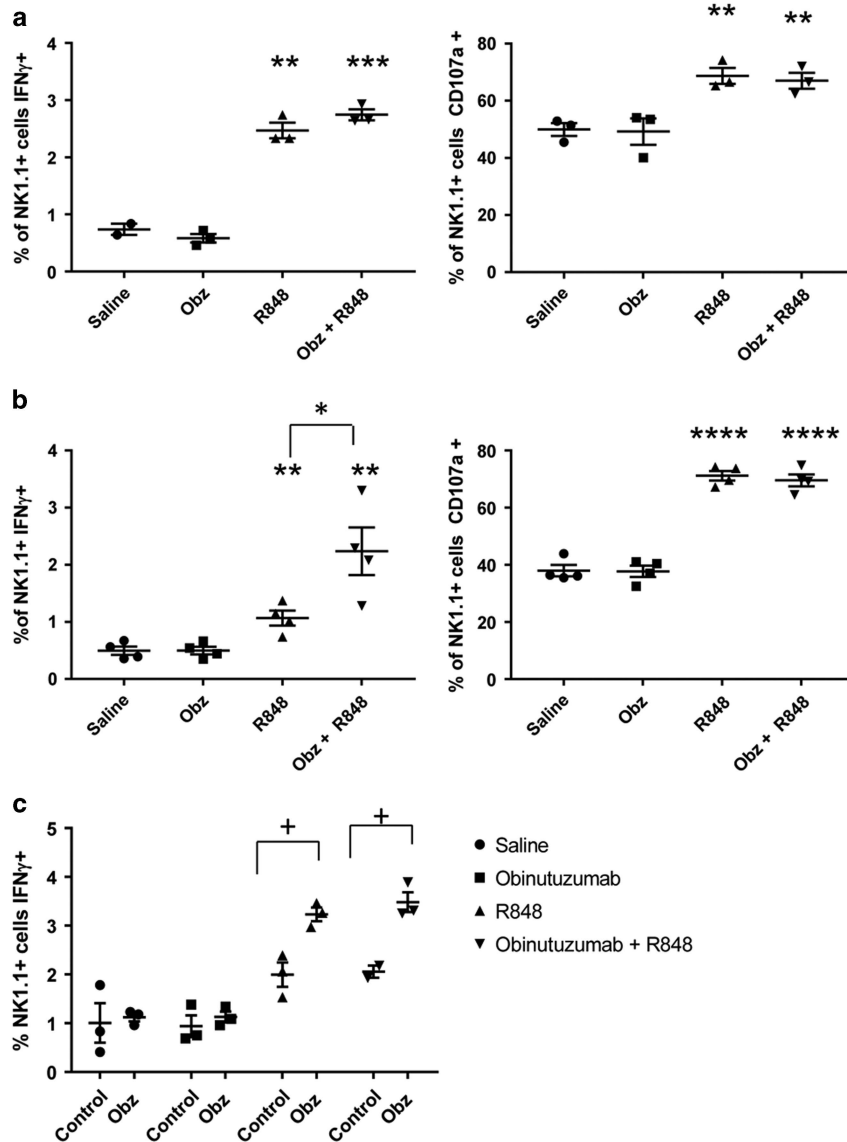 a
% of NK1.1+ cells IFNγ+
4
3
2
1
0
**
***
Saline
Obz
R848
Obz + R848
% of NK1.1+ cells CD107a +
80
60
40
20
0
**
**
Saline
Obz
R848
Obz + R848
b
%of NK1.1+ IFNγ+
4
3
2
1
0
*
**
**
Saline
Obz
R848
Obz + R848
% of NK1.1+ cells CD107a +
80
60
40
20
0
****
****
Saline
Obz
R848
Obz + R848
c
% NK1.1+ cells IFNγ+
5
4
3
2
1
0
+
+
Control
Obz
Control
Obz
Control
Obz
Control
Obz
Saline
Obinutuzumab
R848
Obinutuzumab + R848